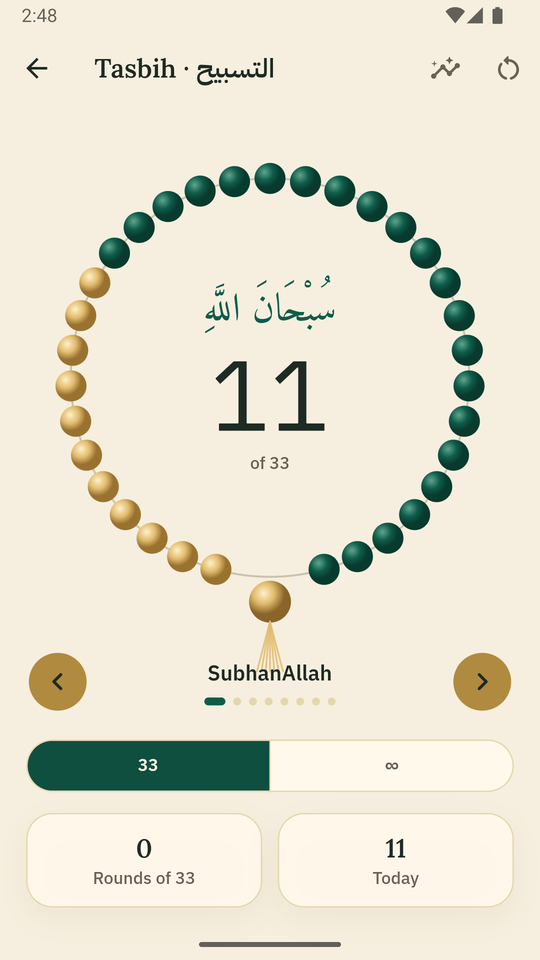 2:48
Tasbih · التسبيح
سُبْحَانَ اللَّهِ
11
of 33
SubhanAllah
33
∞
0
Rounds of 33
11
Today